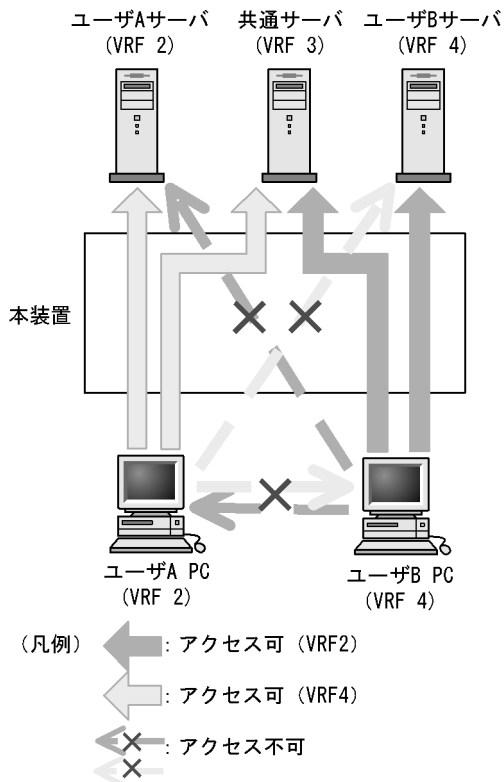 ユーザAサーバ 共通サーバ ユーザBサーバ
(VRF 2) (VRF 3) (VRF 4)
本装置
ユーザA PC
(VRF 2)
ユーザB PC
(VRF 4)
(凡例) : アクセス可 (VRF2)
: アクセス可 (VRF4)
: アクセス不可